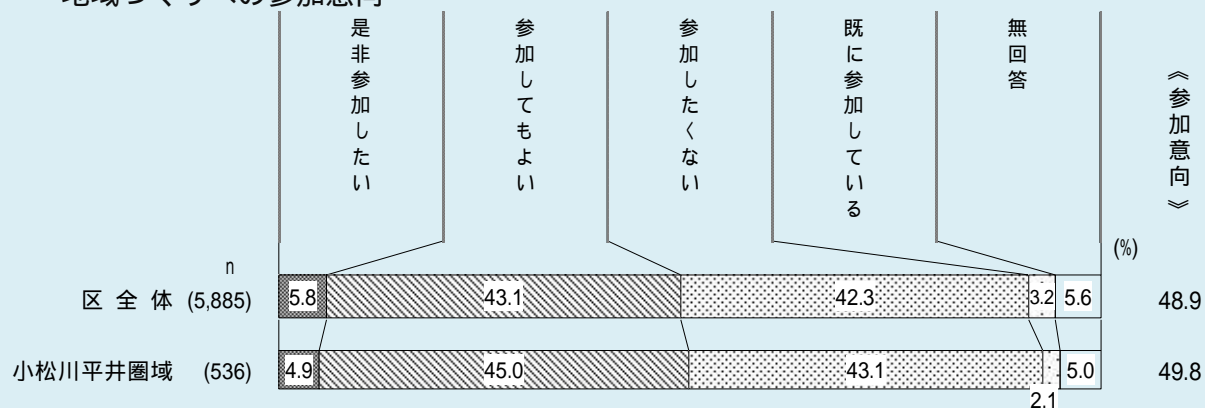 地域づくりへの参加意向
是非参加したい
参加してもよい
参加したくない
既に参加している
無回答
《参加意向》
(%)
n
区全体 (5,885) 5.8 43.1 42.3 3.2 5.6 48.9
小松川平井圏域 (536) 4.9 45.0 43.1 2.1 5.0 49.8